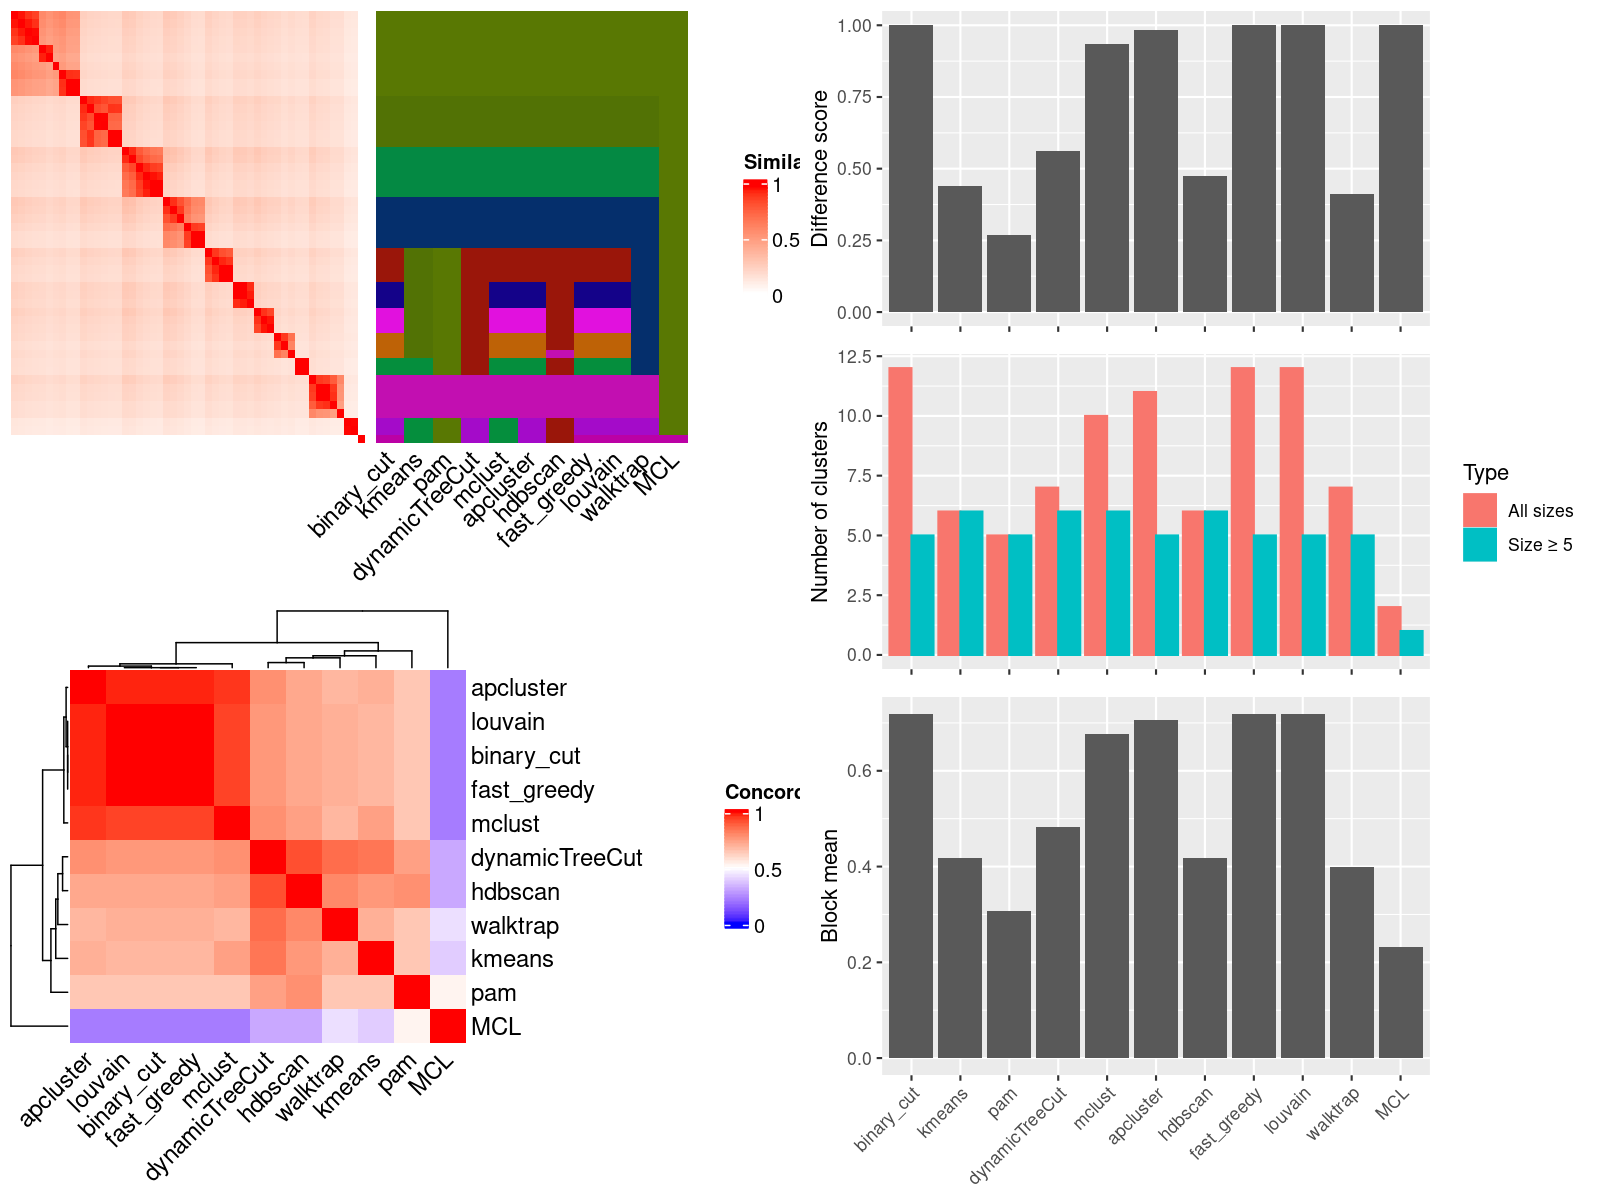 Simila
1
0.5
0
binary_cut
kmeans
pam
dynamicTreeCut
mclust
apcluster
hdbscan
fast_greedy
louvain
walktrap
MCL
Difference score
1.00
0.75
0.50
0.25
0.00
Number of clusters
12.5
10.0
7.5
5.0
2.5
0.0
Type
All sizes
Size ≥ 5
apcluster
louvain
binary_cut
fast_greedy
mclust
dynamicTreeCut
hdbscan
walktrap
kmeans
pam
MCL
apcluster
louvain
binary_cut
fast_greedy
mclust
dynamicTreeCut
hdbscan
walktrap
kmeans
pam
MCL
Concord
1
0.5
0
Block mean
0.6
0.4
0.2
0.0
binary_cut
kmeans
pam
dynamicTreeCut
mclust
apcluster
hdbscan
fast_greedy
louvain
walktrap
MCL